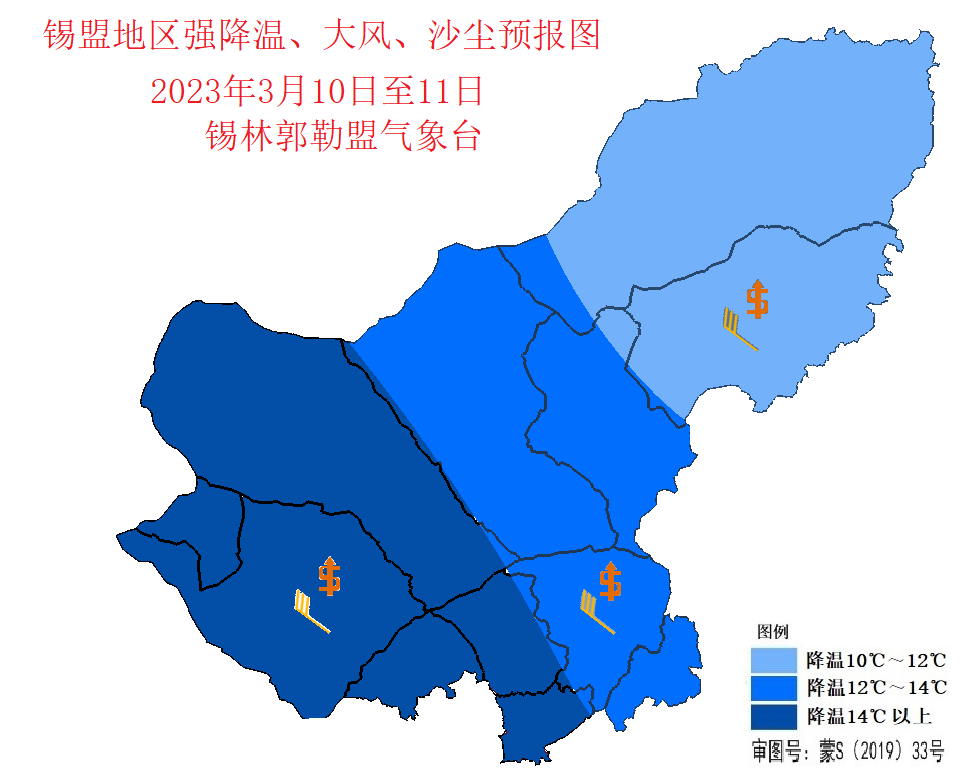 锡盟地区强降温、大风、沙尘预报图
2023年3月10日至11日
锡林郭勒盟气象台
图例
降温10℃～12℃
降温12℃～14℃
降温14℃以上
审图号：蒙S（2019）33号